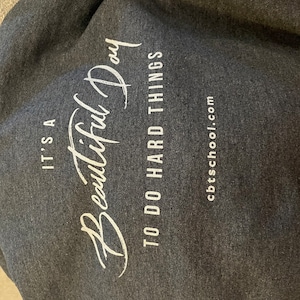 IT'S A
Beautiful Day
TO DO HARD THINGS
cbtschool.com